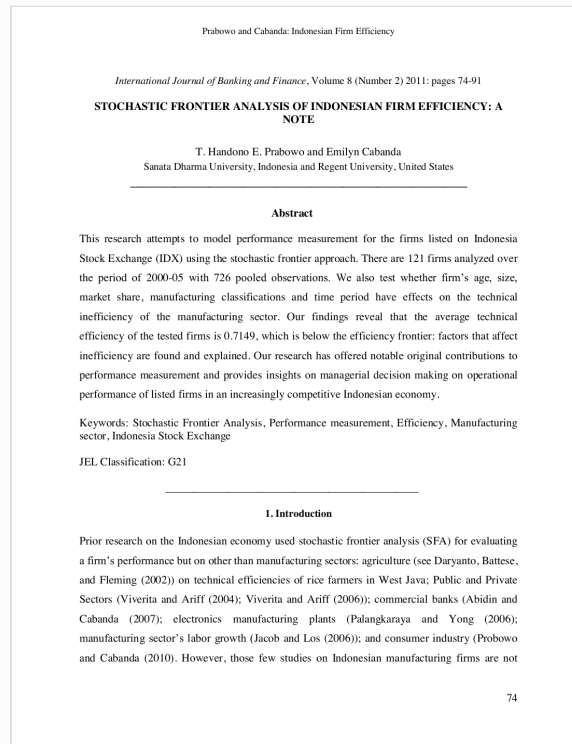 Prabowo and Cabanda: Indonesian Firm Efficiency
International Journal of Banking and Finance, Volume 8 (Number 2) 2011: pages 74-91
STOCHASTIC FRONTIER ANALYSIS OF INDONESIAN FIRM EFFICIENCY: A
NOTE
T. Handono E. Prabowo and Emilyn Cabanda
Sanata Dharma University, Indonesia and Regent University, United States
Abstract
This research attempts to model performance measurement for the firms listed on Indonesia
Stock Exchange (IDX) using the stochastic frontier approach. There are 121 firms analyzed over
the period of 2000-05 with 726 pooled observations. We also test whether firm's age, size,
market share, manufacturing classifications and time period have effects on the technical
inefficiency of the manufacturing sector. Our findings reveal that the average technical
efficiency of the tested firms is 0.7149, which is below the efficiency frontier: factors that affect
inefficiency are found and explained. Our research has offered notable original contributions to
performance measurement and provides insights on managerial decision making on operational
performance of listed firms in an increasingly competitive Indonesian economy.
Keywords: Stochastic Frontier Analysis, Performance measurement, Efficiency, Manufacturing
sector, Indonesia Stock Exchange
JEL Classification: G21
1. Introduction
Prior research on the Indonesian economy used stochastic frontier analysis (SFA) for evaluating
a firm's performance but on other than manufacturing sectors: agriculture (see Daryanto, Battese,
and Fleming (2002)) on technical efficiencies of rice farmers in West Java; Public and Private
Sectors (Viverita and Ariff (2004); Viverita and Ariff (2006)); commercial banks (Abidin and
Cabanda (2007); electronics manufacturing plants (Palangkaraya and Yong (2006);
manufacturing sector's labor growth (Jacob and Los (2006)); and consumer industry (Probowo
and Cabanda (2010). However, those few studies on Indonesian manufacturing firms are not
74